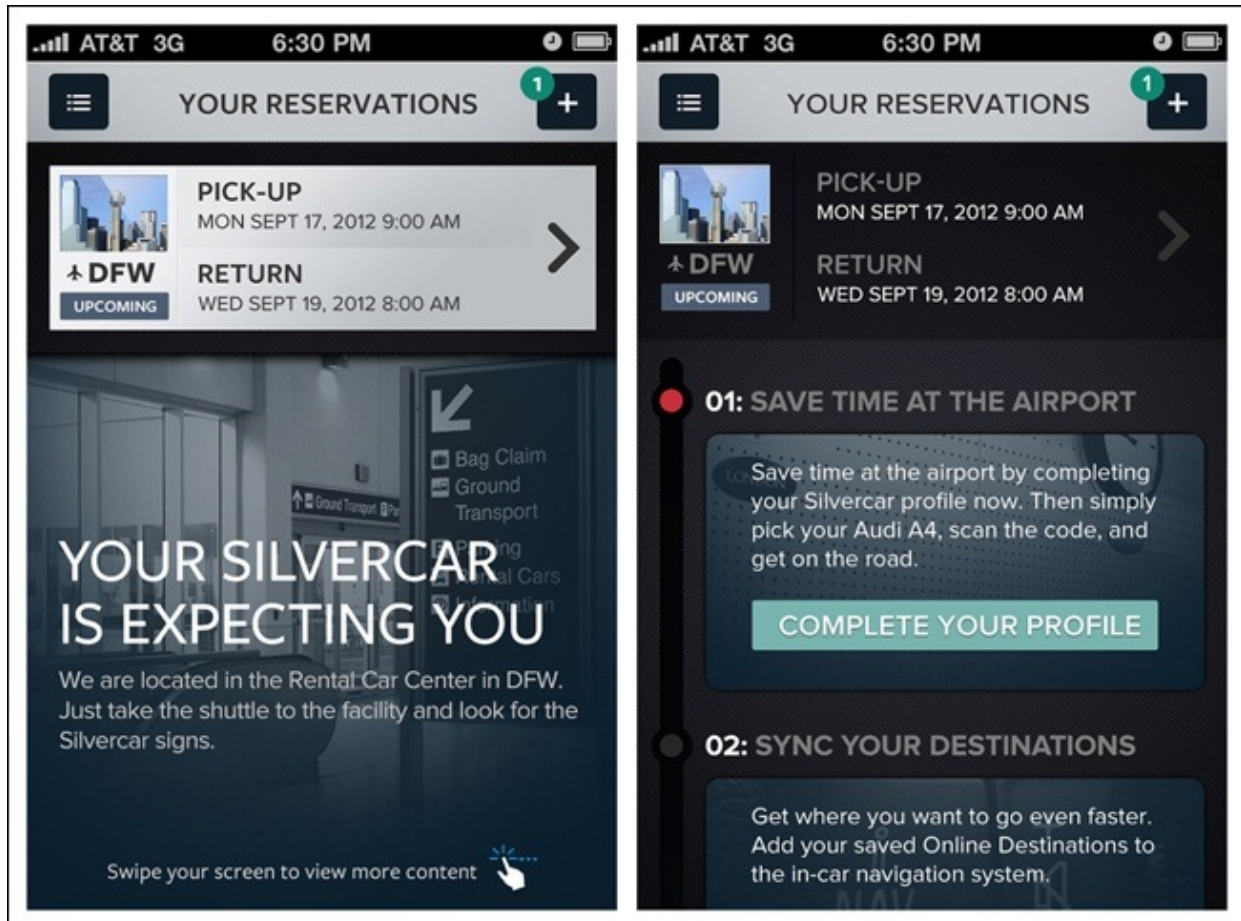 AT&T 3G 6:30 PM
1
YOUR RESERVATIONS
+
PICK-UP
MON SEPT 17, 2012 9:00 AM
DFW
RETURN
UPCOMING
WED SEPT 19, 2012 8:00 AM
Bag Claim
Ground
Transport
Ground Transport
Parking
Rental Cars
Information
YOUR SILVERCAR
IS EXPECTING YOU
We are located in the Rental Car Center in DFW.
Just take the shuttle to the facility and look for the
Silvercar signs.
Swipe your screen to view more content
AT&T 3G 6:30 PM
1
YOUR RESERVATIONS
+
PICK-UP
MON SEPT 17, 2012 9:00 AM
DFW
RETURN
UPCOMING
WED SEPT 19, 2012 8:00 AM
01: SAVE TIME AT THE AIRPORT
Save time at the airport by completing
your Silvercar profile now. Then simply
pick your Audi A4, scan the code, and
get on the road.
COMPLETE YOUR PROFILE
02: SYNC YOUR DESTINATIONS
Get where you want to go even faster.
Add your saved Online Destinations to
the in-car navigation system.
NAV